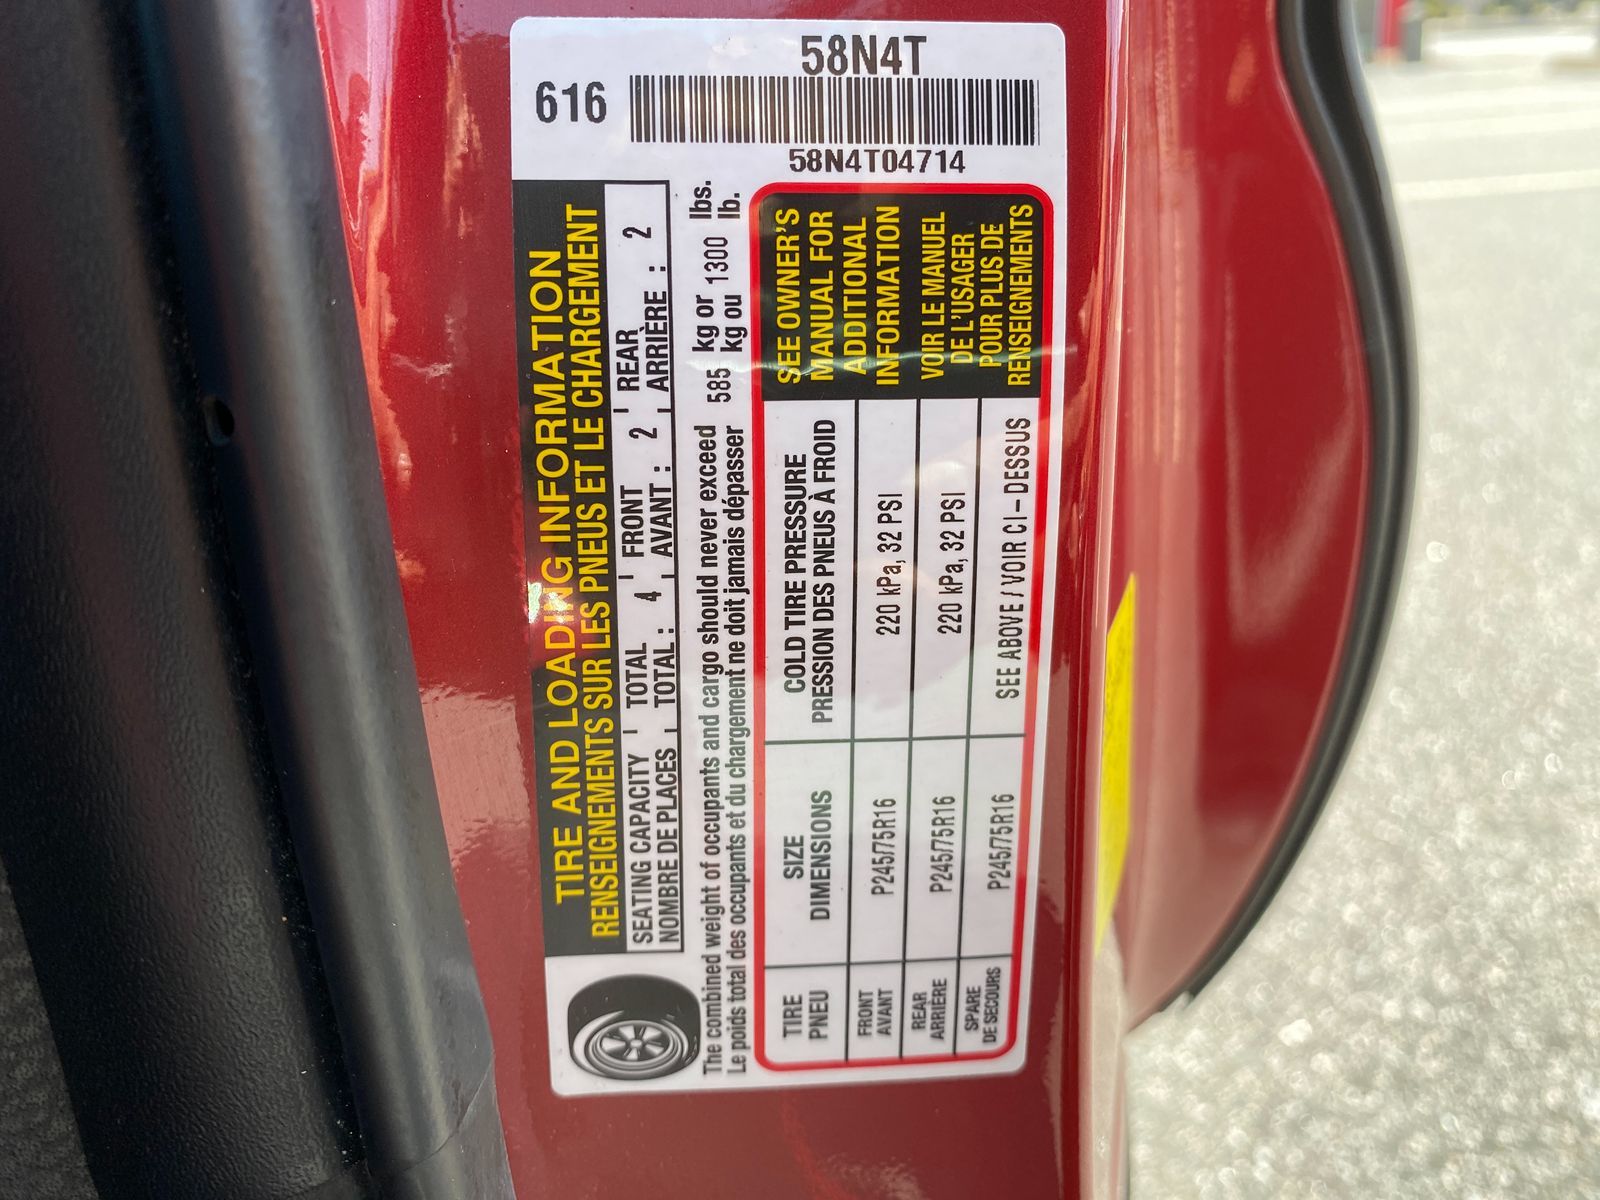 58N4T
616
58N4T04714
TIRE AND LOADING INFORMATION
RENSEIGNEMENTS SUR LES PNEUS ET LE CHARGEMENT
SEATING CAPACITY TOTAL 4 FRONT 2 REAR 2
NOMBRE DE PLACES TOTAL : AVANT : ARRIÈRE :
The combined weight of occupants and cargo should never exceed 585 kg or 1300 lbs.
Le poids total des occupants et du chargement ne doit jamais dépasser kg ou lb.
TIRE SIZE COLD TIRE PRESSURE
PNEU DIMENSIONS PRESSION DES PNEUS À FROID
FRONT
AVANT
P245/75R16 220 kPa, 32 PSI
REAR
ARRIÈRE
P245/75R16 220 kPa, 32 PSI
SPARE
DE SECOURS
P245/75R16 SEE ABOVE / VOIR CI-DESSUS
SEE OWNER'S
MANUAL FOR
ADDITIONAL
INFORMATION
VOIR LE MANUEL
DE L'USAGER
POUR PLUS DE
RENSEIGNEMENTS